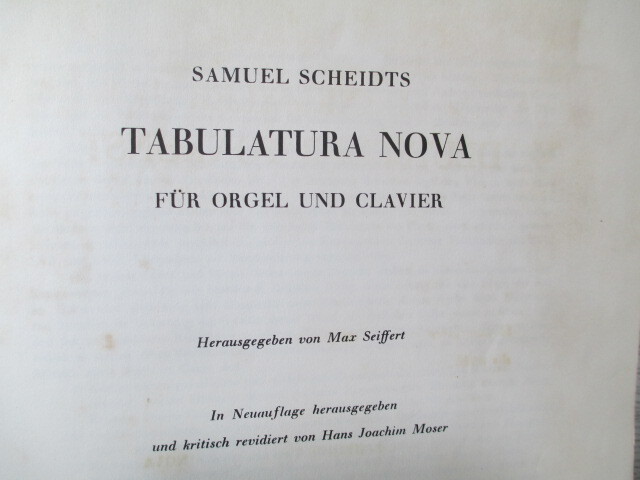 SAMUEL SCHEIDTS
TABULATURA NOVA
FÜR ORGEL UND CLAVIER
Herausgegeben von Max Seiffert
In Neuauflage herausgegeben
und kritisch revidiert von Hans Joachim Moser